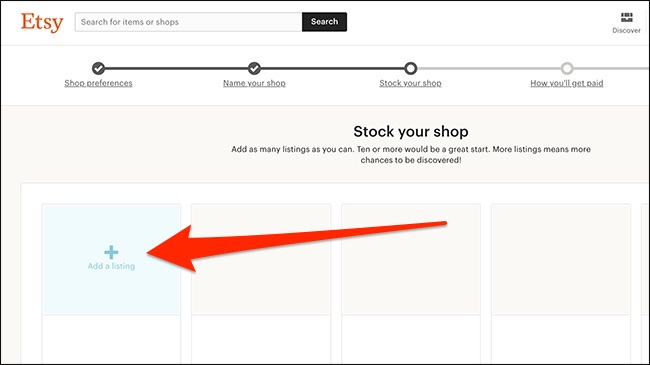 Etsy
Search for items or shops
Search
Discover
Shop preferences
Name your shop
Stock your shop
How you'll get paid
Stock your shop
Add as many listings as you can. Ten or more would be a great start. More listings means more
chances to be discovered!
Add a listing